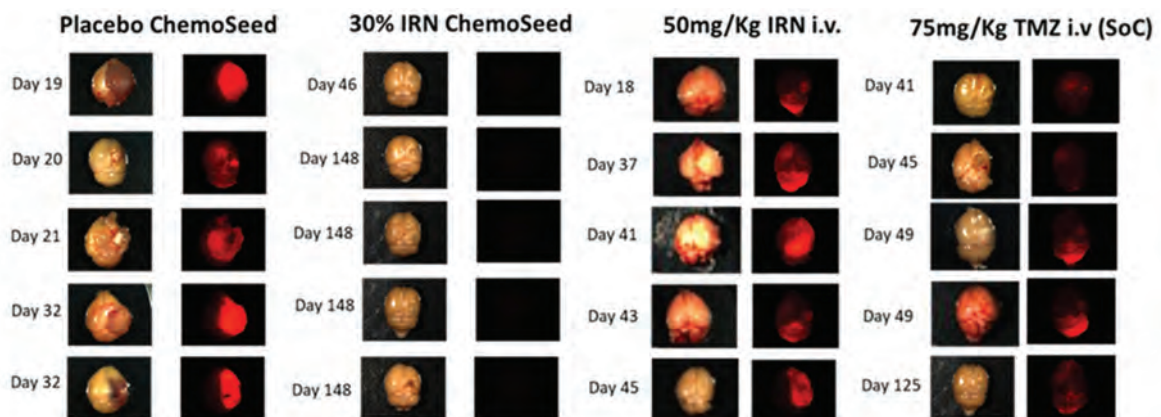 Placebo ChemoSeed 30% IRN ChemoSeed 50mg/Kg IRN i.v. 75mg/Kg TMZ i.v (SoC)
Day 19 Day 46 Day 18 Day 41
Day 20 Day 148 Day 37 Day 45
Day 21 Day 148 Day 41 Day 49
Day 32 Day 148 Day 43 Day 49
Day 32 Day 148 Day 45 Day 125